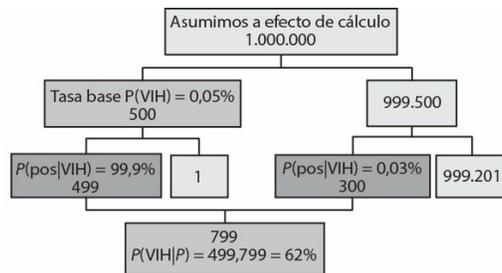 Asumimos a efecto de cálculo
1.000.000
Tasa base P(VIH) = 0,05%
500
999.500
P(pos|VIH) = 99,9%
499
1
P(pos|VIH) = 0,03%
300
999.201
799
P(VIH|P) = 499,799 = 62%